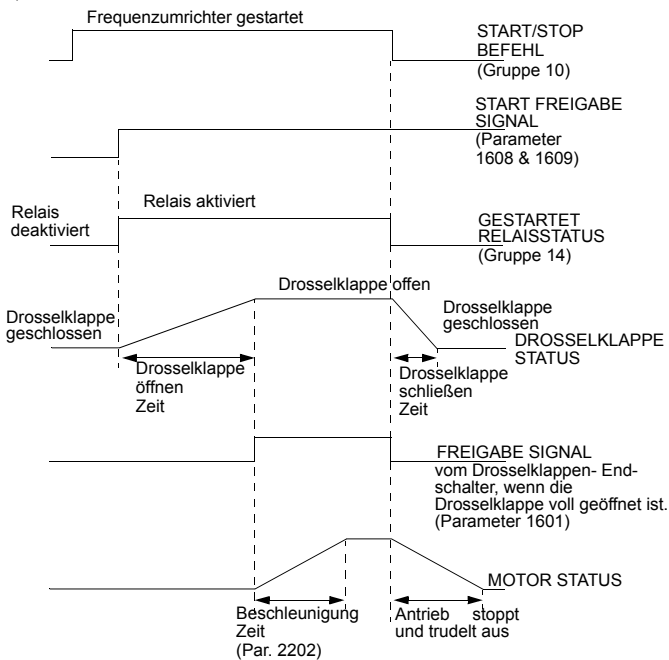 Frequenzumrichter gestartet
START/STOP
BEFEHL
(Gruppe 10)
START FREIGABE
SIGNAL
(Parameter
1608 & 1609)
Relais
deaktiviert
Relais aktiviert
GESTARTET
RELAISSTATUS
(Gruppe 14)
Drosselklappe offen
Drosselklappe
geschlossen
Drosselklappe
geschlossen
DROSSELKLAPPE
STATUS
Drosselklappe
öffnen
Zeit
Drosselklappe
schließen
Zeit
FREIGABE SIGNAL
vom Drosselklappen- End-
schalter, wenn die
Drosselklappe voll geöffnet ist.
(Parameter 1601)
MOTOR STATUS
Beschleunigung
Zeit
(Par. 2202)
Antrieb stoppt
und trudelt aus